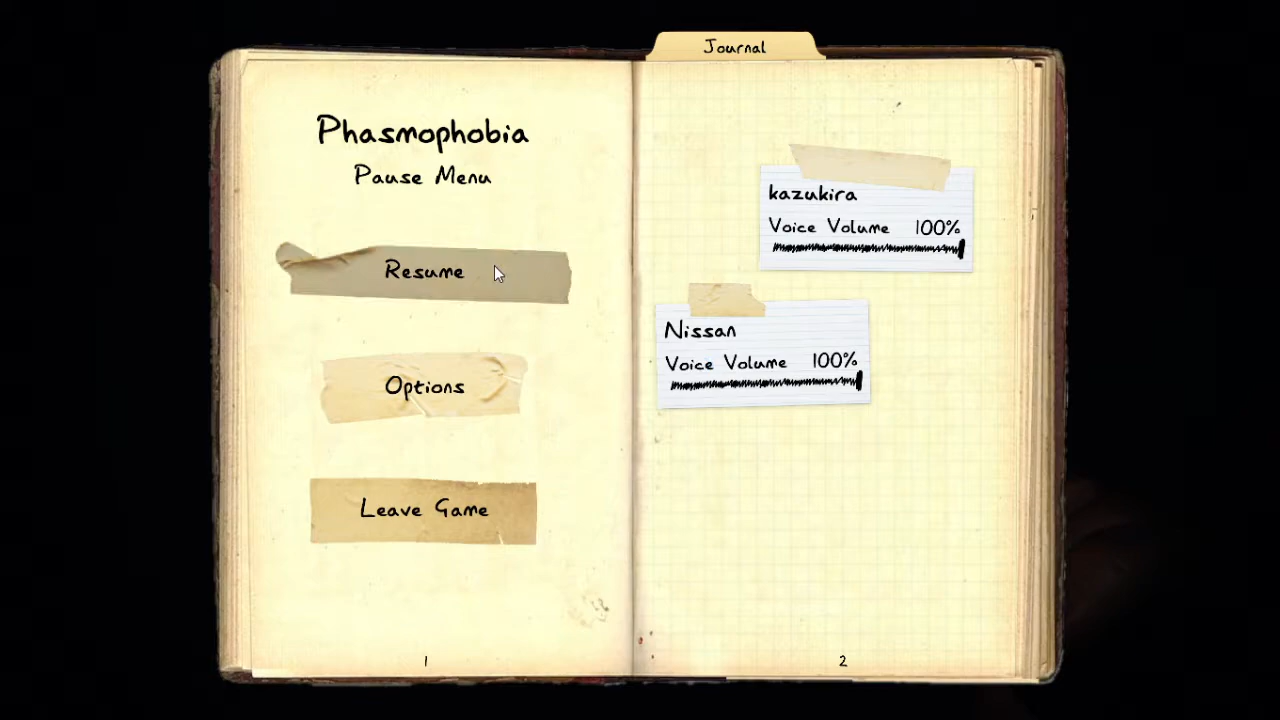 Journal
Phasmophobia
Pause Menu
Resume
Options
Leave Game
1
kazukira
Voice Volume 100%
Nissan
Voice Volume 100%
2